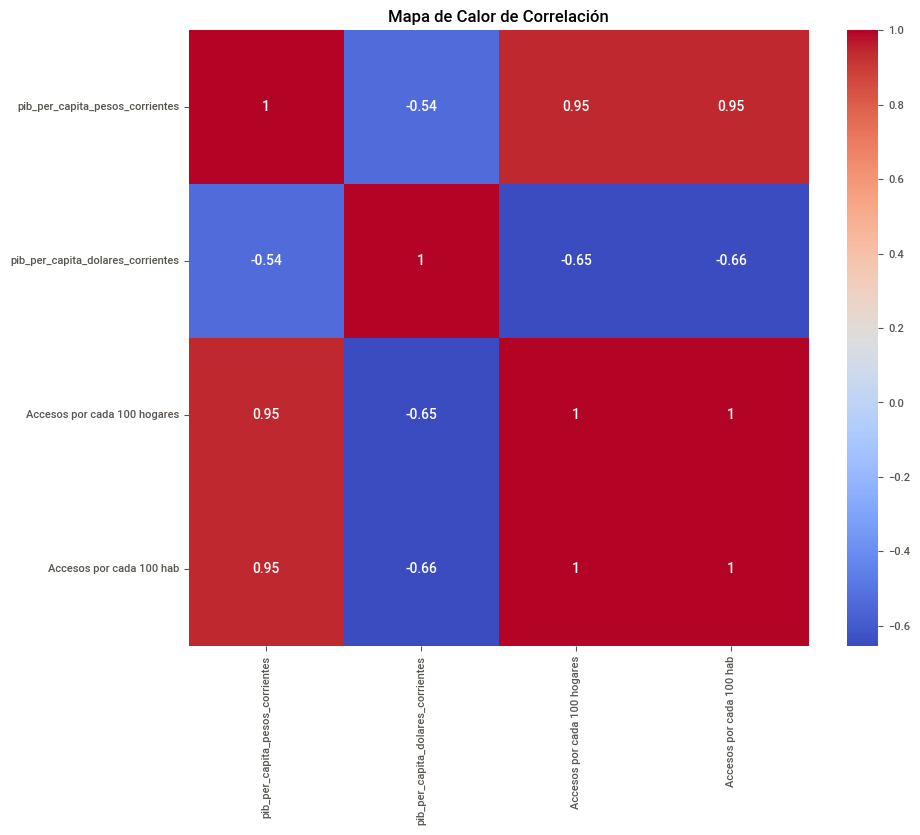 Mapa de Calor de Correlación
pib_per_capita_pesos_corrientes
1
-0.54
0.95
0.95
pib_per_capita_dolares_corrientes
-0.54
1
-0.65
-0.66
Accesos por cada 100 hogares
0.95
-0.65
1
1
Accesos por cada 100 hab
0.95
-0.66
1
1
pib_per_capita_pesos_corrientes
pib_per_capita_dolares_corrientes
Accesos por cada 100 hogares
Accesos por cada 100 hab
1.0
0.8
0.6
0.4
0.2
0.0
−0.2
−0.4
−0.6